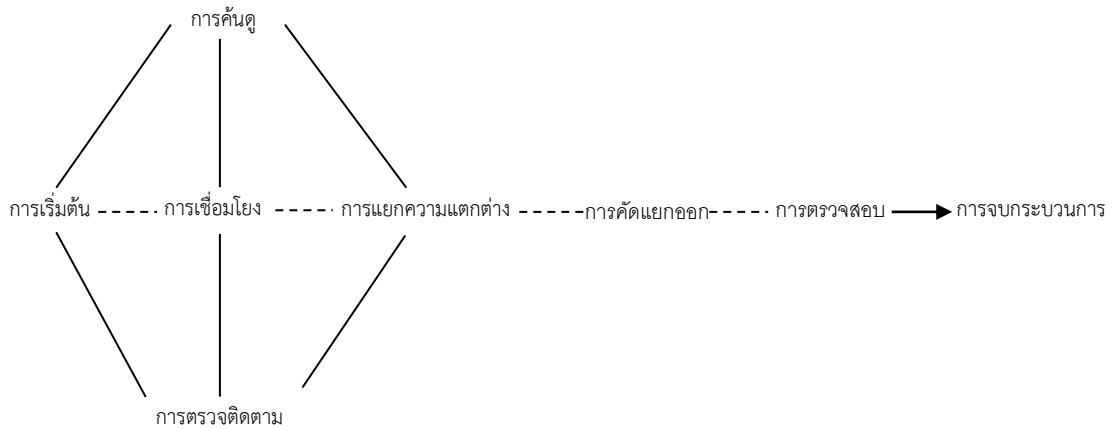 การค้นดู
การเริ่มต้น การเชื่อมโยง การแยกความแตกต่าง การคัดแยกออก การตรวจสอบ การจบกระบวนการ
การตรวจติดตาม